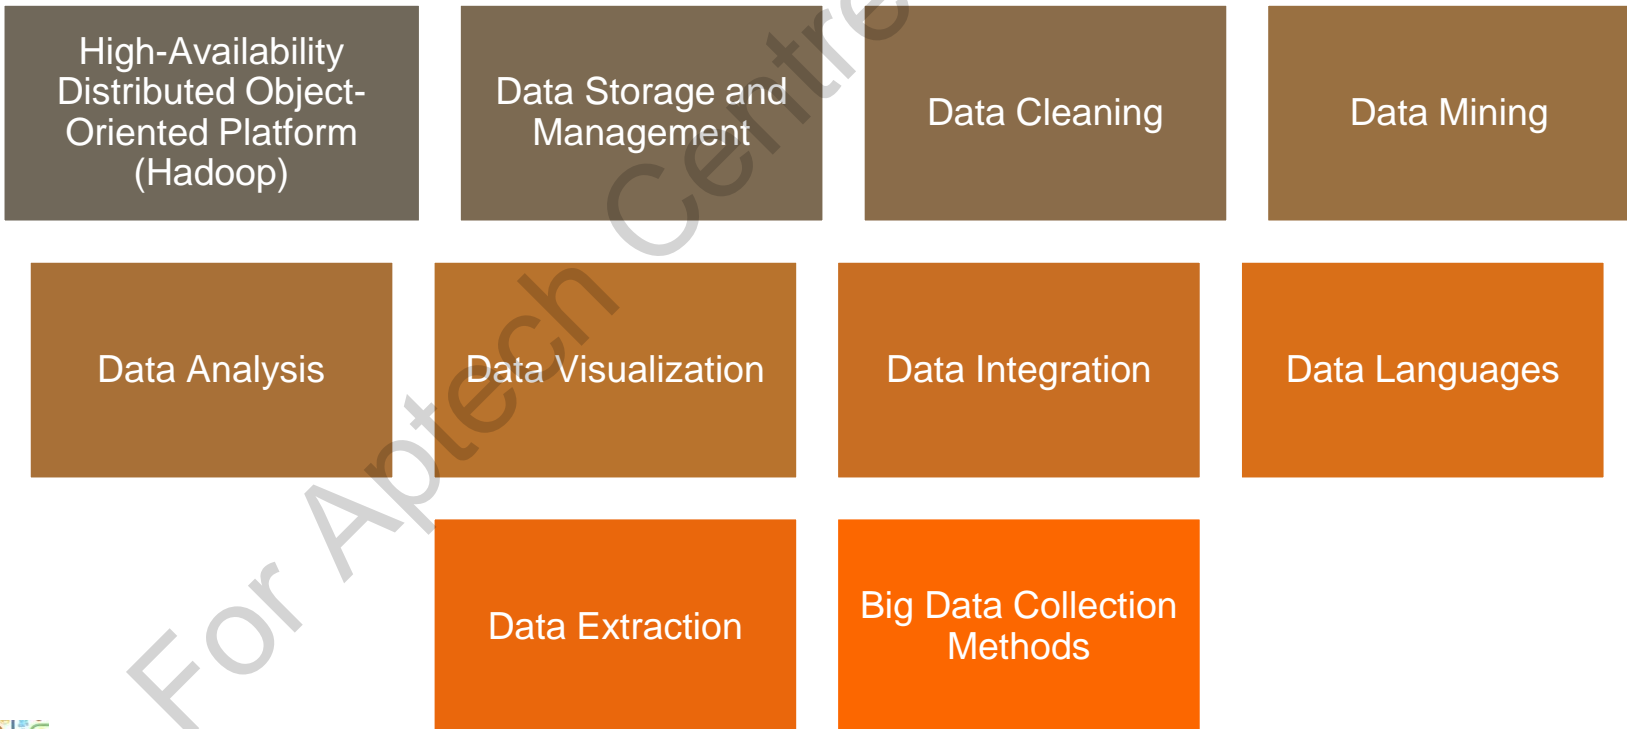 High-Availability
Distributed Object-
Oriented Platform
(Hadoop)
Data Storage and
Management
Data Cleaning
Data Mining
Data Analysis
Data Visualization
Data Integration
Data Languages
Data Extraction
Big Data Collection
Methods
For Aptech Centre